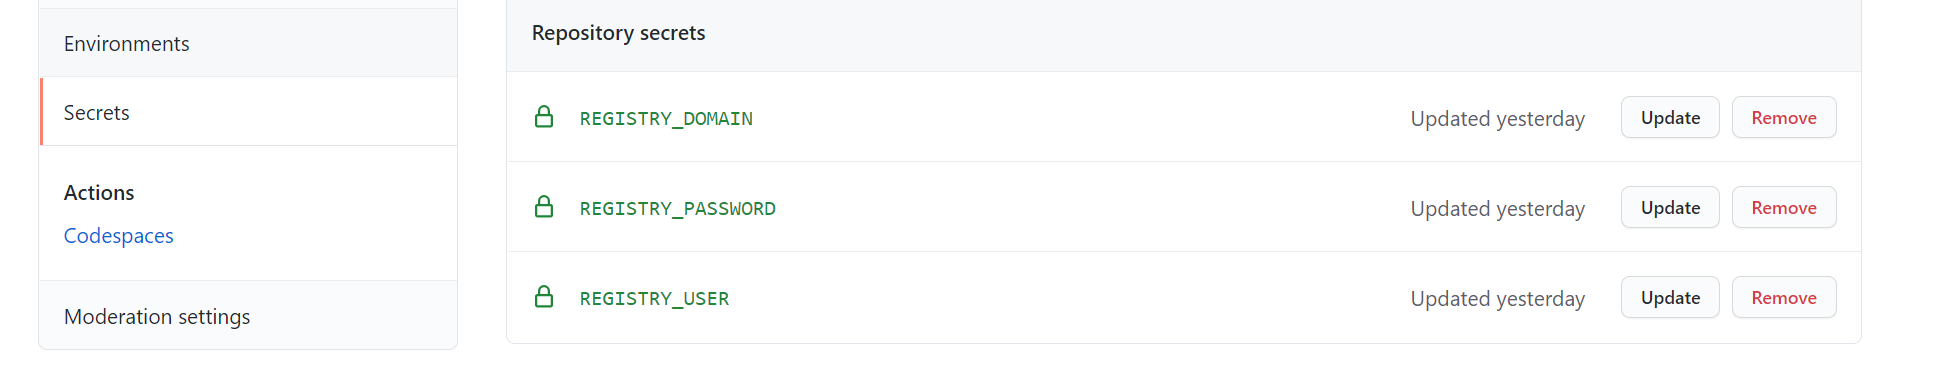 Environments
Secrets
Actions
Codespaces
Moderation settings
Repository secrets
REGISTRY_DOMAIN Updated yesterday Update Remove
REGISTRY_PASSWORD Updated yesterday Update Remove
REGISTRY_USER Updated yesterday Update Remove